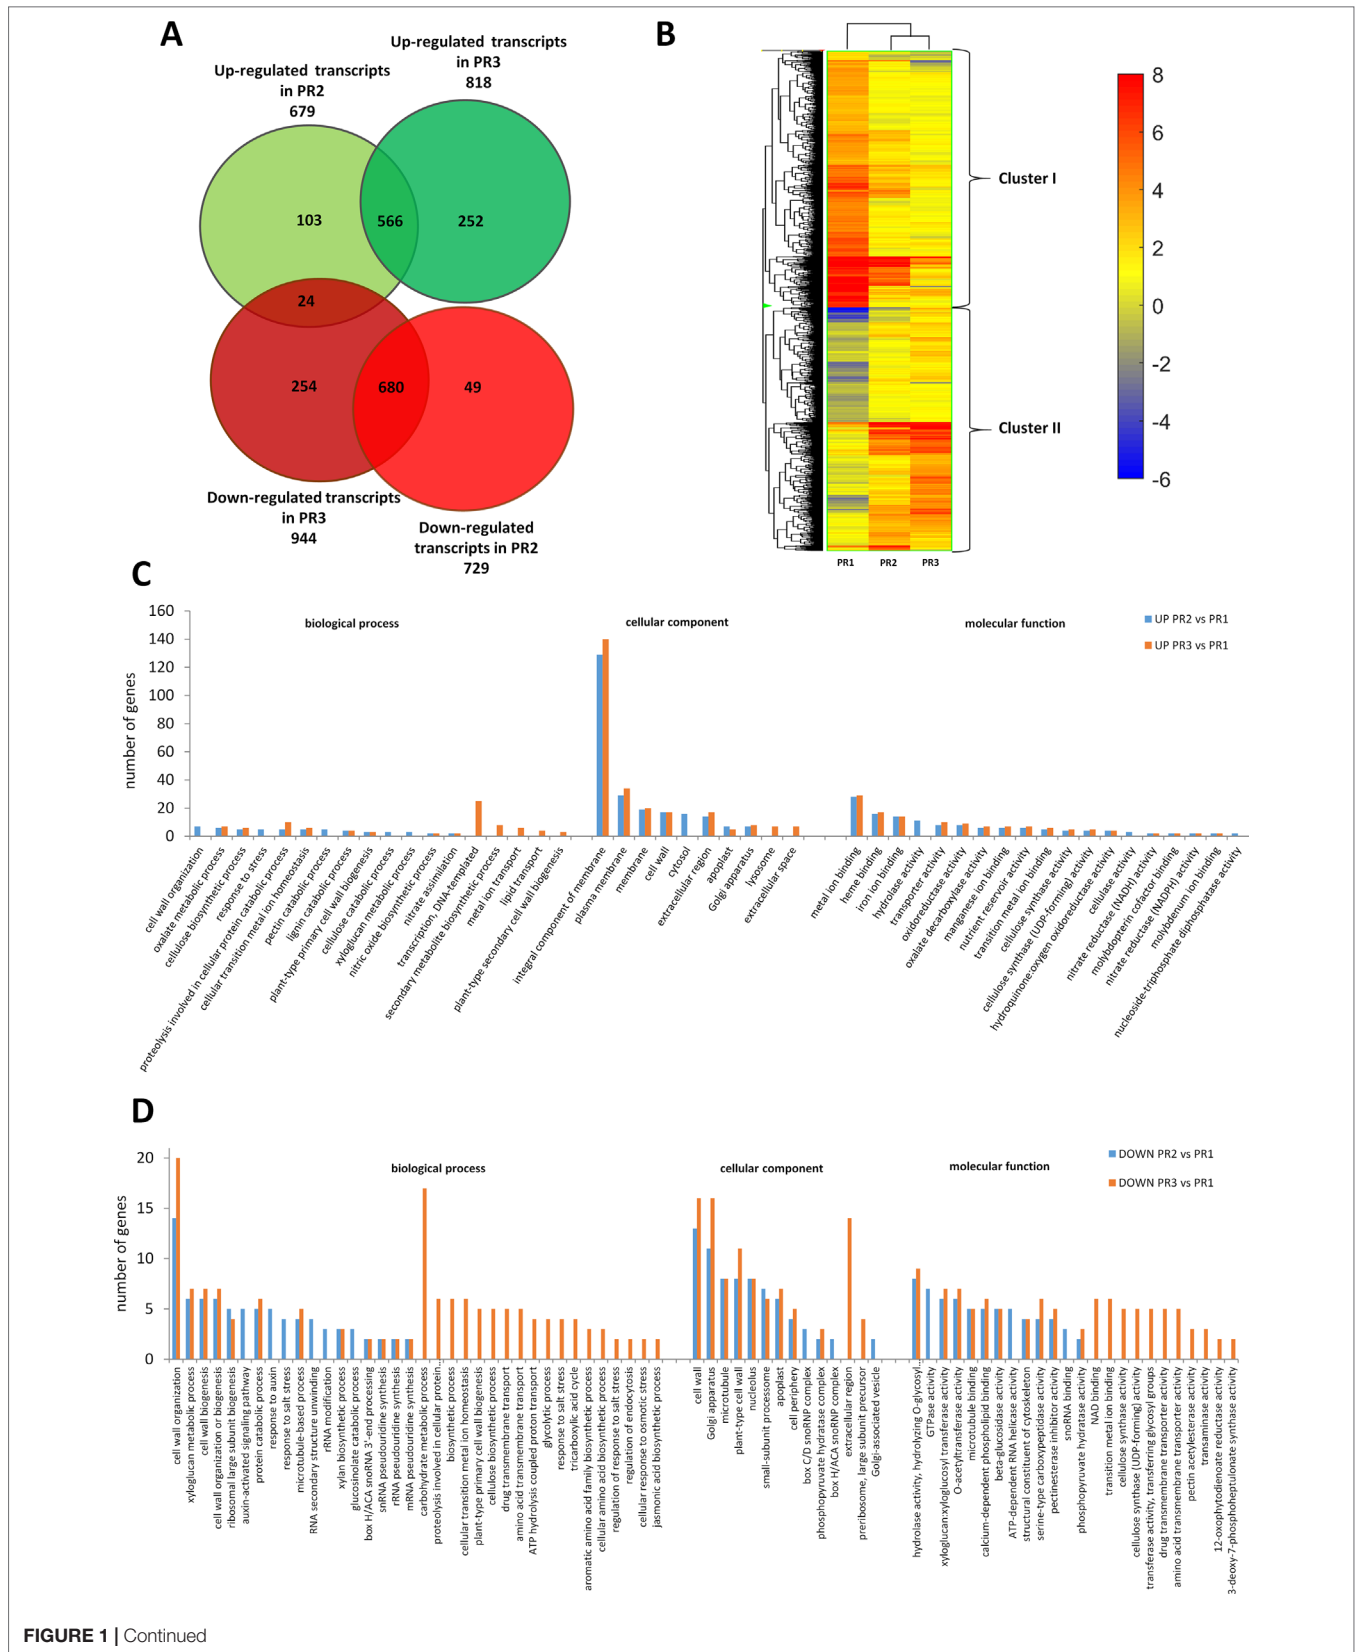 A
Up-regulated transcripts
in PR2
679
Up-regulated transcripts
in PR3
818
103
566
252
24
254
680
49
Down-regulated transcripts
in PR3
944
Down-regulated
transcripts in PR2
729
B
Cluster I
Cluster II
PR1 PR2 PR3
8
6
4
2
0
-2
-4
-6
C
number of genes
160
140
120
100
80
60
40
20
0
biological process
cellular component
molecular function
UP PR2 vs PR1
UP PR3 vs PR1
cell wall organization
oxalate metabolic process
cellulose biosynthetic process
response to stress
proteolysis involved in cellular protein catabolic process
cellular transition metal ion homeostasis
pectin catabolic process
lignin catabolic process
plant-type primary cell wall biogenesis
cellulose catabolic process
xyloglucan metabolic process
nitric oxide biosynthetic process
nitrate assimilation
transcription, DNA-templated
secondary metabolite biosynthetic process
metal ion transport
lipid transport
plant-type secondary cell wall biogenesis
integral component of membrane
plasma membrane
membrane
cell wall
cytosol
extracellular region
apoplast
Golgi apparatus
lysosome
extracellular space
metal ion binding
heme binding
iron ion binding
hydrolase activity
transporter activity
oxidoreductase activity
oxalate decarboxylase activity
manganese ion binding
nutrient reservoir activity
transition metal ion binding
cellulose synthase activity
cellulose synthase (UDP-forming) activity
hydroquinone:oxygen oxidoreductase activity
cellulase activity
nitrate reductase (NADH) activity
molybdopterin cofactor binding
nitrate reductase (NADPH) activity
molybdenum ion binding
nucleoside-triphosphate diphosphatase activity
D
number of genes
20
15
10
5
0
biological process
cellular component
molecular function
DOWN PR2 vs PR1
DOWN PR3 vs PR1
cell wall organization
xyloglucan metabolic process
cell wall biogenesis
cell wall organization or biogenesis
ribosomal large subunit biogenesis
auxin-activated signaling pathway
protein catabolic process
response to auxin
response to salt stress
microtubule-based process
RNA secondary structure unwinding
rRNA modification
xylan biosynthetic process
glucosinolate catabolic process
box H/ACA snoRNA 3'-end processing
snRNA pseudouridine synthesis
rRNA pseudouridine synthesis
mRNA pseudouridine synthesis
carbohydrate metabolic process
proteolysis involved in cellular protein...
biosynthetic process
cellular transition metal ion homeostasis
plant-type primary cell wall biogenesis
cellulose biosynthetic process
drug transmembrane transport
amino acid transmembrane transport
ATP hydrolysis coupled proton transport
glycolytic process
response to salt stress
tricarboxylic acid cycle
aromatic amino acid family biosynthetic process
cellular amino acid biosynthetic process
regulation of response to salt stress
regulation of endocytosis
cellular response to osmotic stress
jasmonic acid biosynthetic process
cell wall
Golgi apparatus
microtubule
plant-type cell wall
nucleolus
small-subunit processome
apoplast
cell periphery
box C/D snoRNP complex
phosphopyruvate hydratase complex
box H/ACA snoRNP complex
extracellular region
preribosome, large subunit precursor
Golgi-associated vesicle
hydrolase activity, hydrolyzing O-glycosyl...
GTPase activity
xyloglucan:xyloglucosyl transferase activity
O-acetyltransferase activity
microtubule binding
calcium-dependent phospholipid binding
beta-glucosidase activity
ATP-dependent RNA helicase activity
structural constituent of cytoskeleton
serine-type carboxypeptidase activity
pectinesterase inhibitor activity
snoRNA binding
phosphopyruvate hydratase activity
NAD binding
transition metal ion binding
cellulose synthase activity
cellulose synthase (UDP-forming) activity
transferase activity, transferring glycosyl groups
drug transmembrane transporter activity
amino acid transmembrane transporter activity
pectin acetylesterase activity
transaminase activity
12-oxophytodienoate reductase activity
3-deoxy-7-phosphoheptulonate synthase activity
FIGURE 1 | Continued